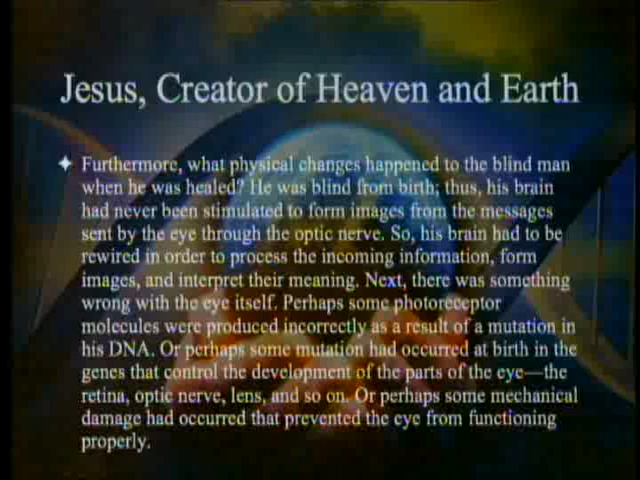 Jesus, Creator of Heaven and Earth
Furthermore, what physical changes happened to the blind man
when he was healed? He was blind from birth; thus, his brain
had never been stimulated to form images from the messages
sent by the eye through the optic nerve. So, his brain had to be
rewired in order to process the incoming information, form
images, and interpret their meaning. Next, there was something
wrong with the eye itself. Perhaps some photoreceptor
molecules were produced incorrectly as a result of a mutation in
his DNA. Or perhaps some mutation had occurred at birth in the
genes that control the development of the parts of the eye—the
retina, optic nerve, lens, and so on. Or perhaps some mechanical
damage had occurred that prevented the eye from functioning
properly.